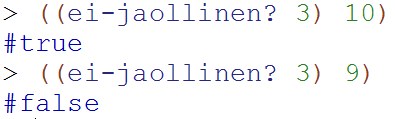 > ((ei-jaollinen? 3) 10)
#true
> ((ei-jaollinen? 3) 9)
#false